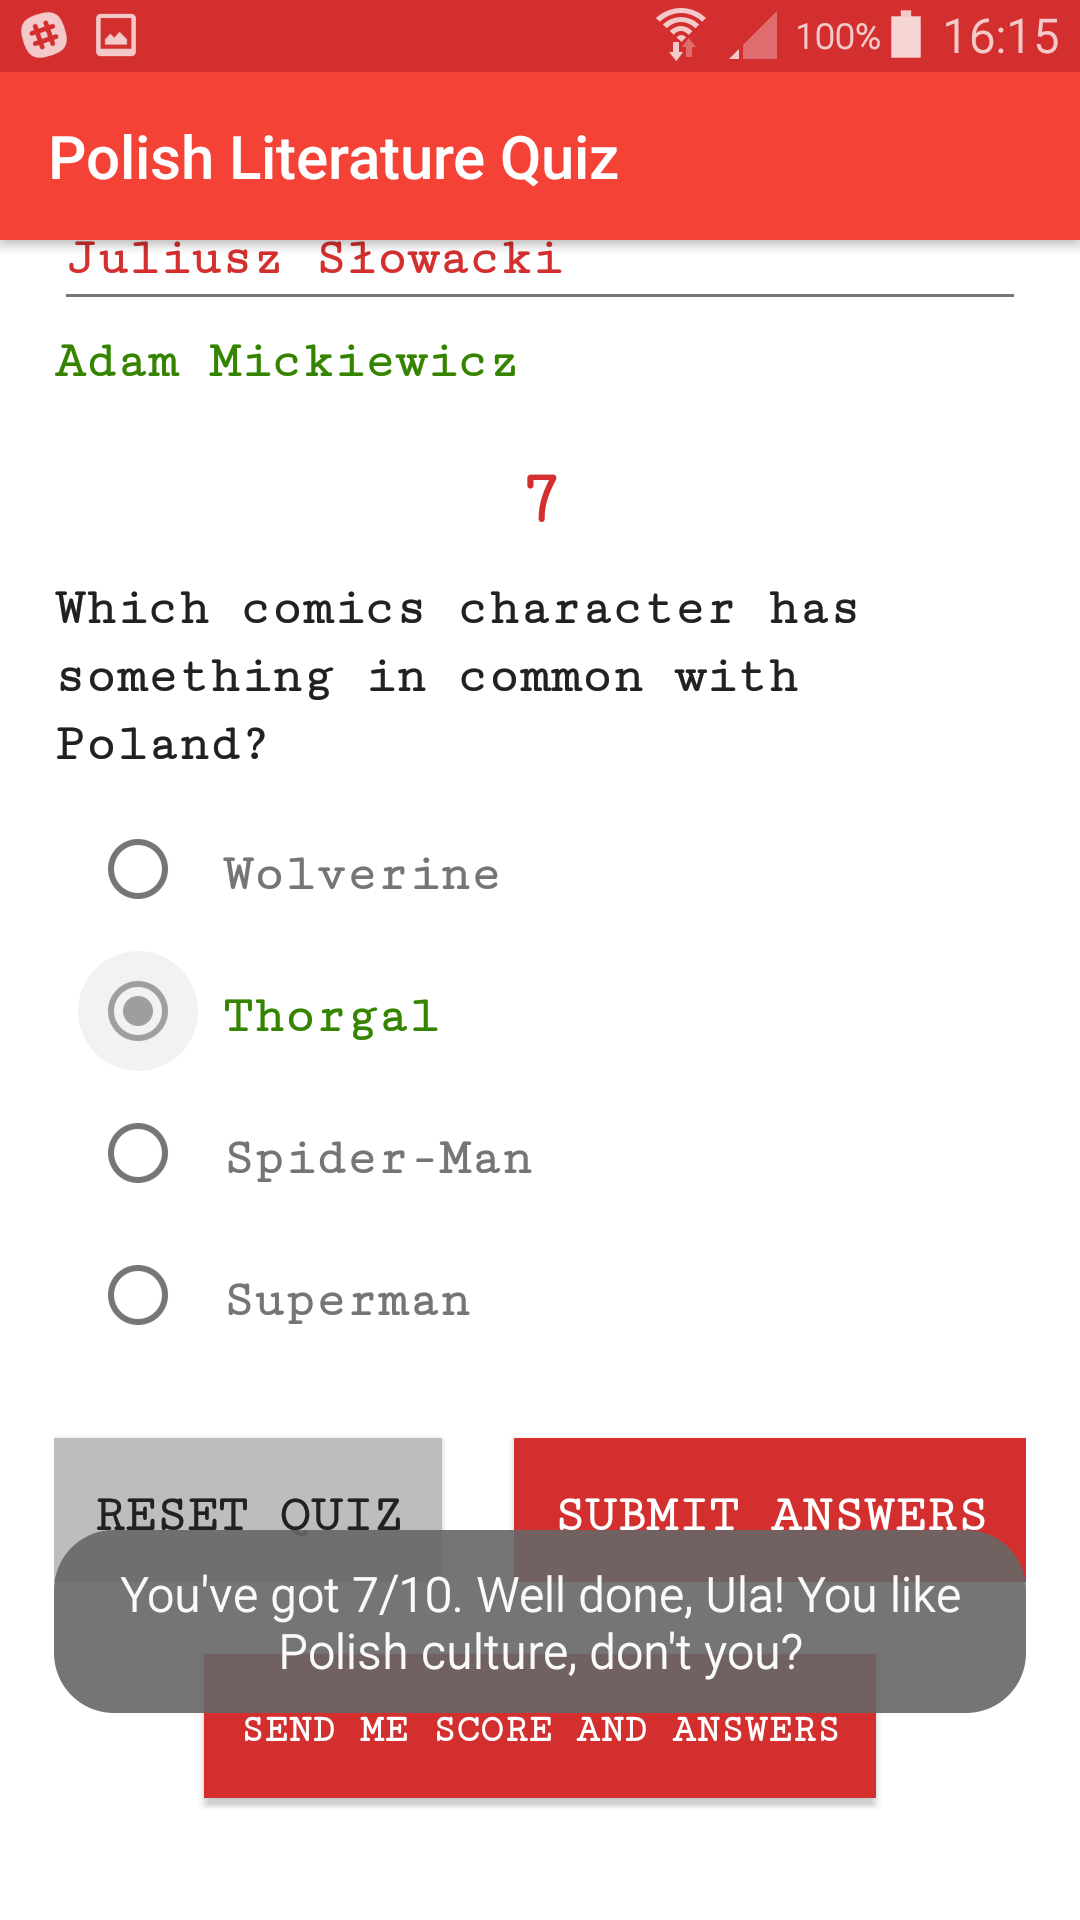 100% 16:15
Polish Literature Quiz
Juliusz Słowacki
Adam Mickiewicz
7
Which comics character has
something in common with
Poland?
Wolverine
Thorgal
Spider-Man
Superman
RESET QUIZ SUBMIT ANSWERS
You've got 7/10. Well done, Ula! You like
Polish culture, don't you?
SEND ME SCORE AND ANSWERS